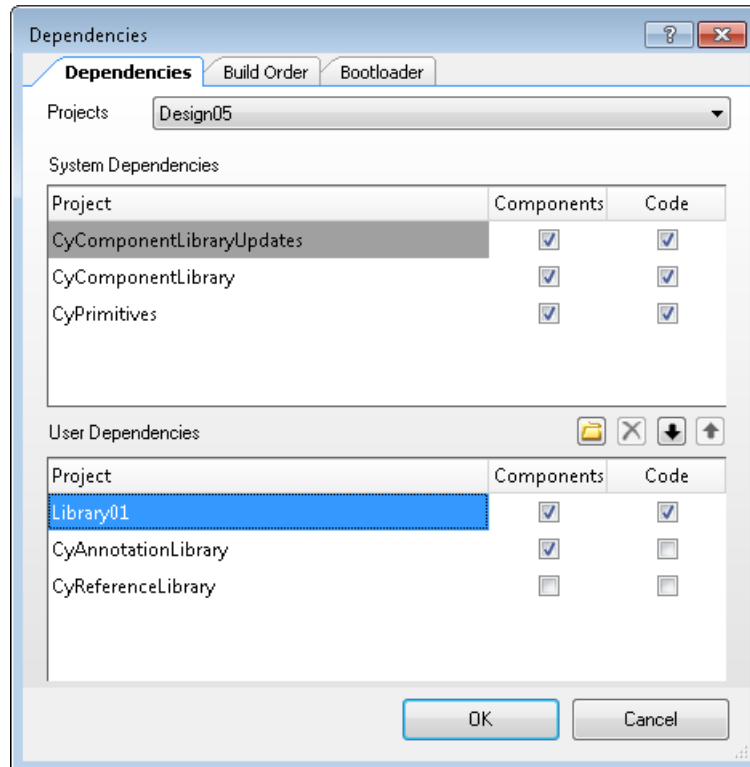 Dependencies
Dependencies Build Order Bootloader
Projects Design05
System Dependencies
Project Components Code
CyComponentLibraryUpdates
CyComponentLibrary
CyPrimitives
User Dependencies
Project Components Code
Library01
CyAnnotationLibrary
CyReferenceLibrary
OK Cancel